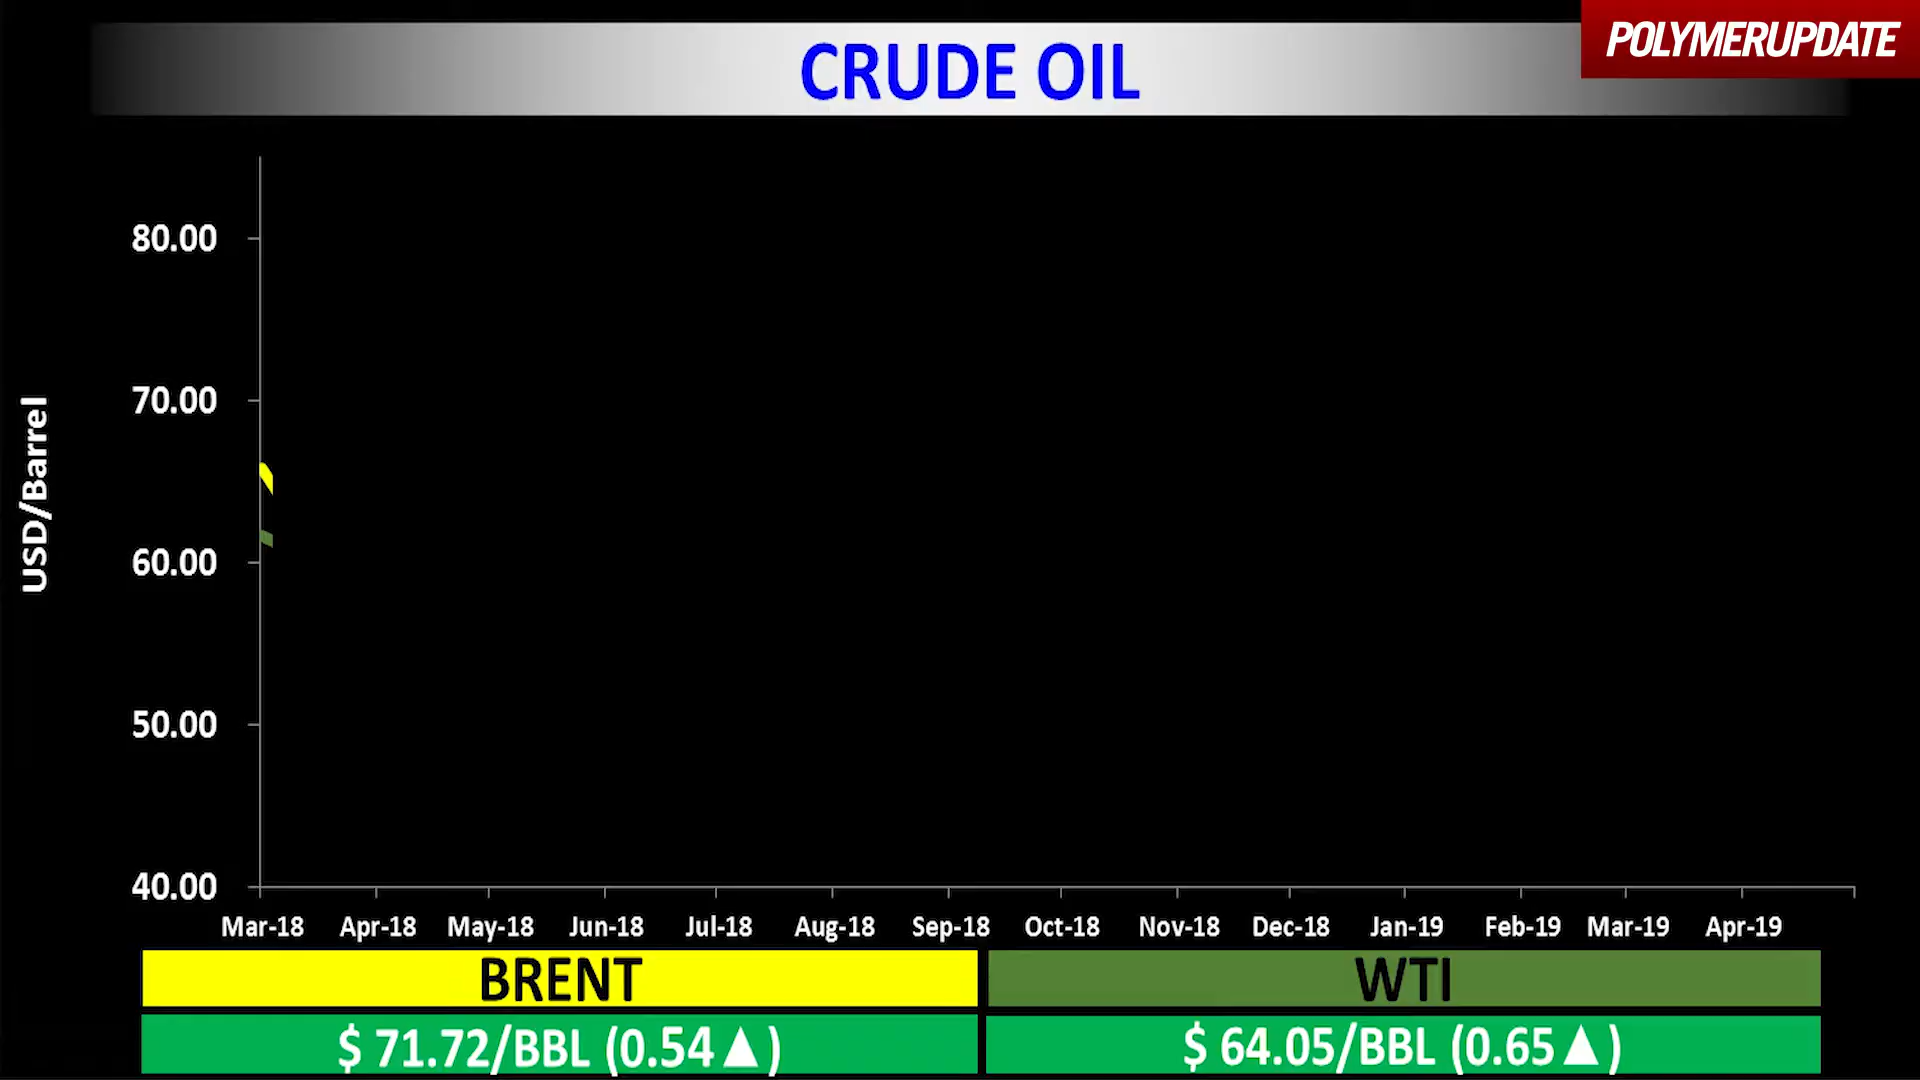 POLYMERUPDATE
CRUDE OIL
USD/Barrel
80.00
70.00
60.00
50.00
40.00
Mar-18 Apr-18 May-18 Jun-18 Jul-18 Aug-18 Sep-18 Oct-18 Nov-18 Dec-18 Jan-19 Feb-19 Mar-19 Apr-19
BRENT WTI
$ 71.72/BBL (0.54▲) $ 64.05/BBL (0.65▲)